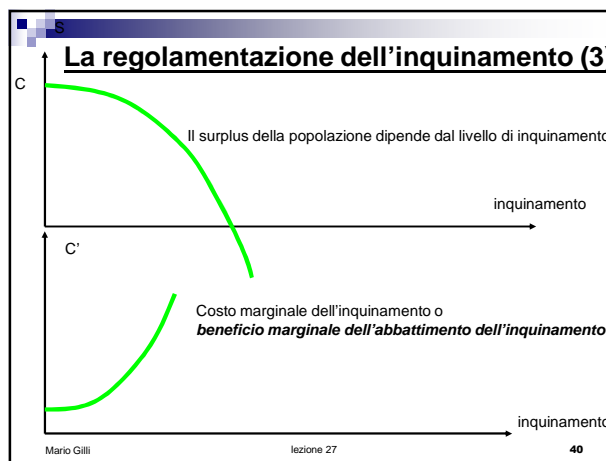 S
La regolamentazione dell’inquinamento (3)
C
Il surplus della popolazione dipende dal livello di inquinamento
inquinamento
C’
Costo marginale dell’inquinamento o
beneficio marginale dell’abbattimento dell’inquinamento
inquinamento
Mario Gilli lezione 27 40